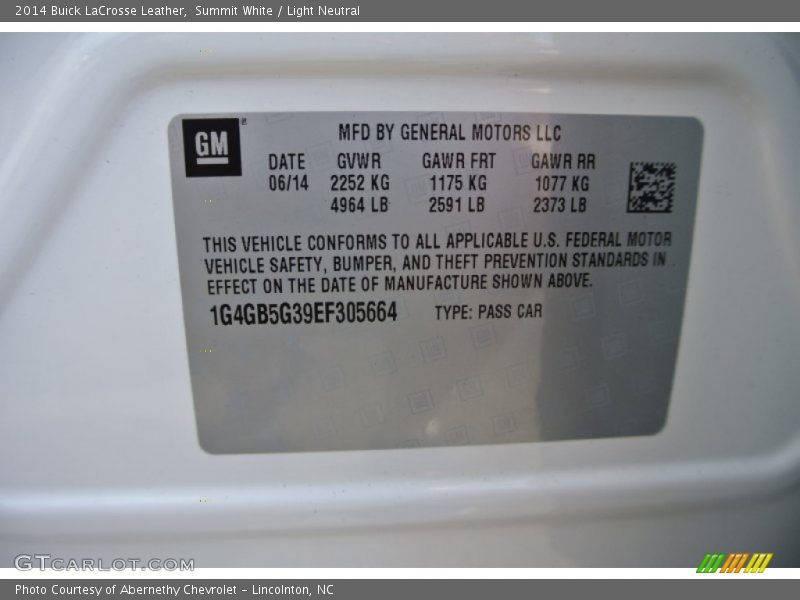 2014 Buick LaCrosse Leather,  Summit White / Light Neutral
GM
MFD BY GENERAL MOTORS LLC
DATE GVWR GAWR FRT GAWR RR
06/14 2252 KG 1175 KG 1077 KG
4964 LB 2591 LB 2373 LB
THIS VEHICLE CONFORMS TO ALL APPLICABLE U.S. FEDERAL MOTOR
VEHICLE SAFETY, BUMPER, AND THEFT PREVENTION STANDARDS IN
EFFECT ON THE DATE OF MANUFACTURE SHOWN ABOVE.
1G4GB5G39EF305664 TYPE: PASS CAR
GTCARLOT.COM
Photo Courtesy of Abernethy Chevrolet - Lincolnton, NC